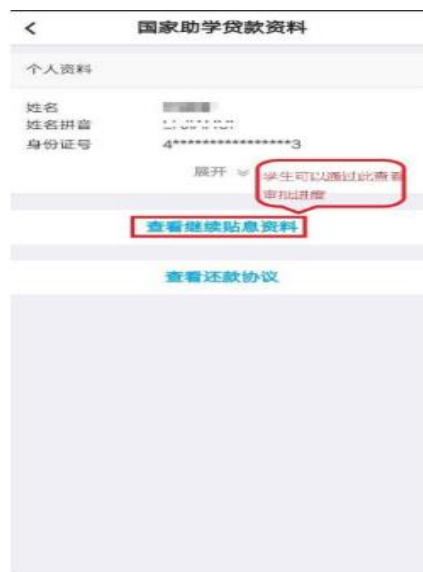 国家助学贷款资料
个人资料
姓名
姓名拼音
身份证号 4****************3
展开
学生可以通过此查看
审批进度
查看继续贴息资料
查看还款协议